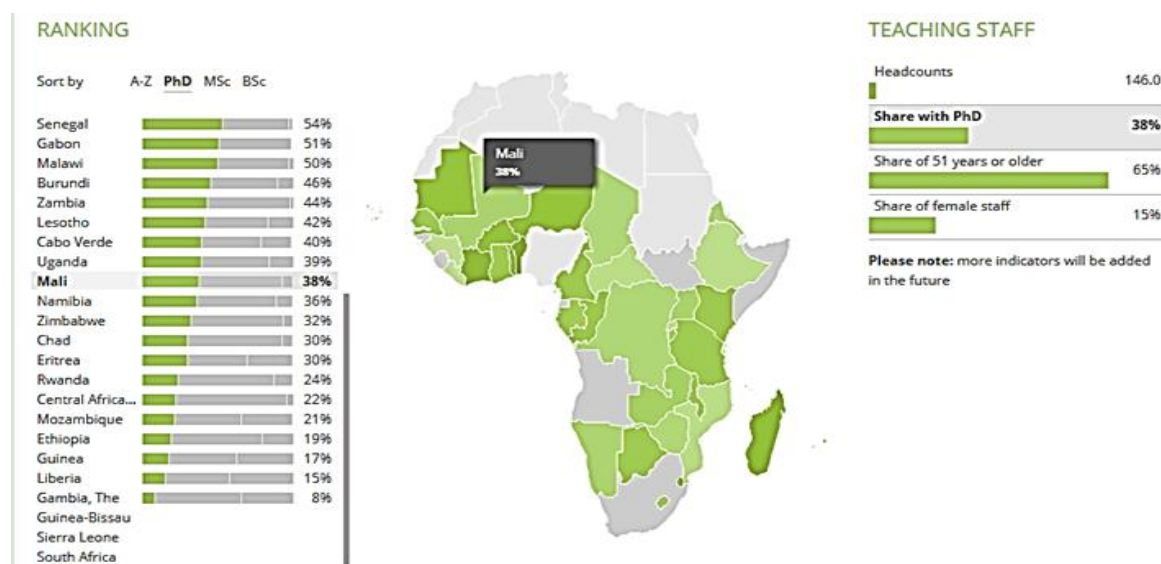 RANKING
Sort by A-Z PhD MSc BSc
Senegal 54%
Gabon 51%
Malawi 50%
Burundi 46%
Zambia 44%
Lesotho 42%
Cabo Verde 40%
Uganda 39%
Mali 38%
Namibia 36%
Zimbabwe 32%
Chad 30%
Eritrea 30%
Rwanda 24%
Central Africa... 22%
Mozambique 21%
Ethiopia 19%
Guinea 17%
Liberia 15%
Gambia, The 8%
Guinea-Bissau
Sierra Leone
South Africa
Mali
38%
TEACHING STAFF
Headcounts 146.0
Share with PhD 38%
Share of 51 years or older 65%
Share of female staff 15%
Please note: more indicators will be added
in the future